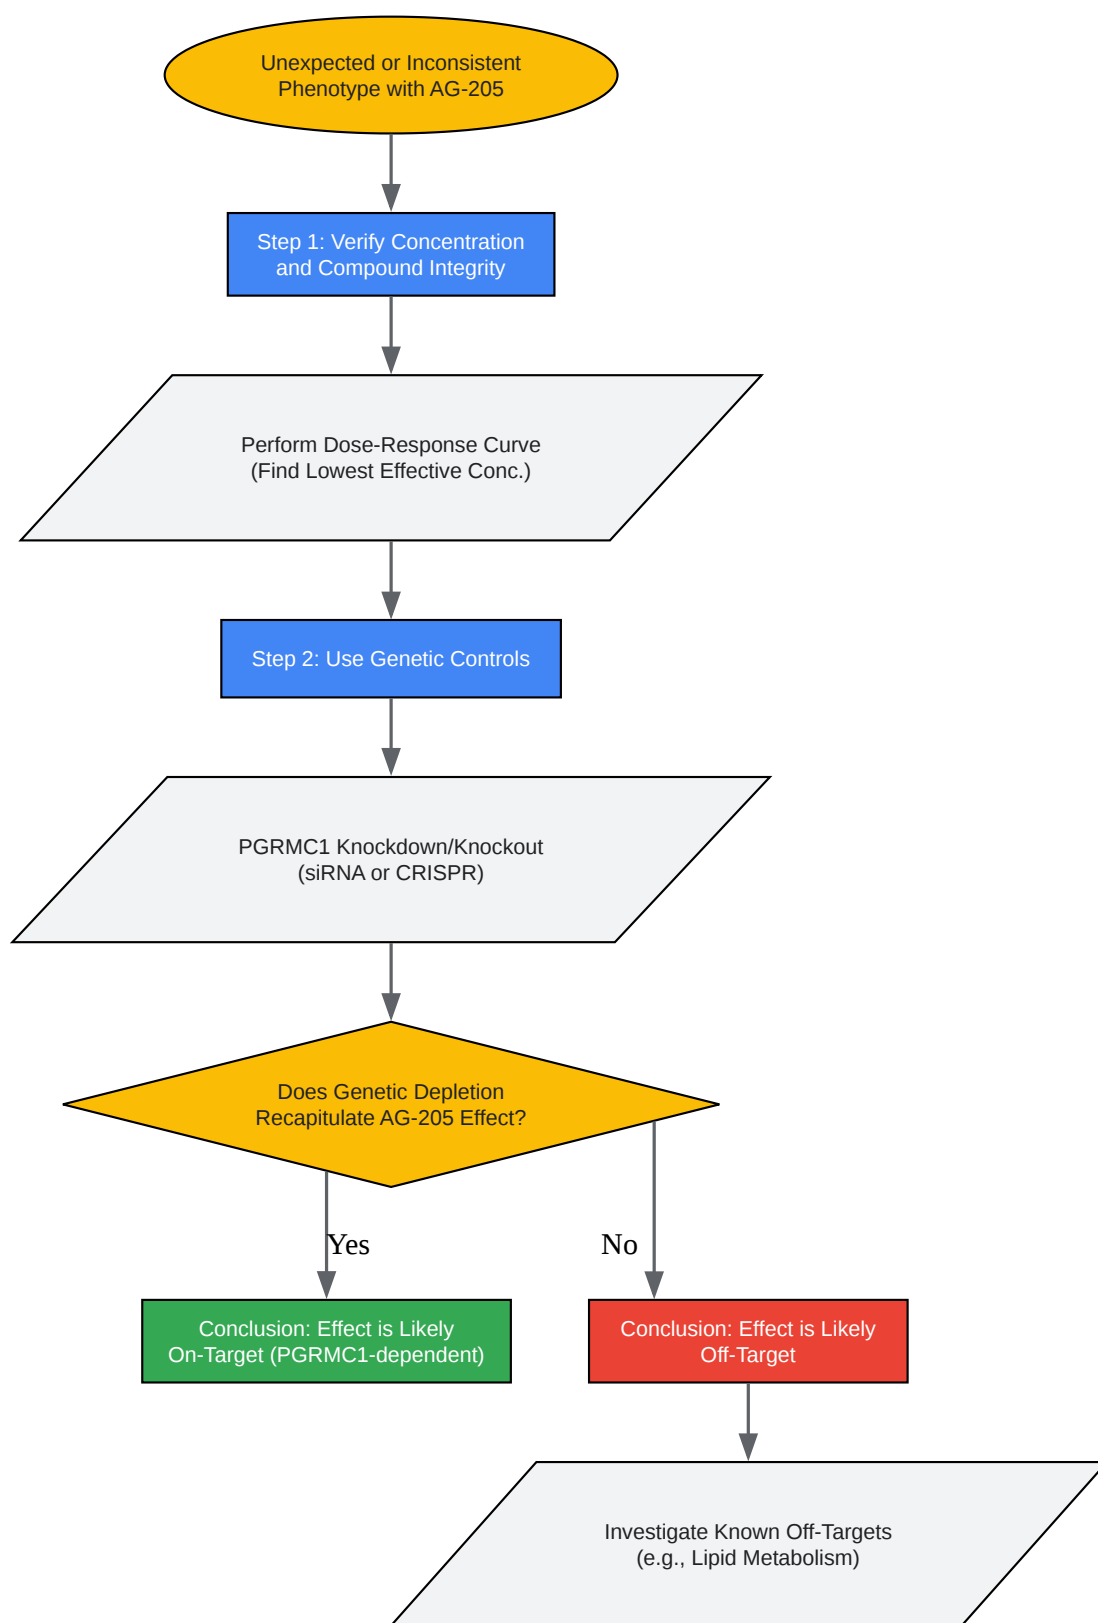 Unexpected or Inconsistent
Phenotype with AG-205
Step 1: Verify Concentration
and Compound Integrity
Perform Dose-Response Curve
(Find Lowest Effective Conc.)
Step 2: Use Genetic Controls
PGRMC1 Knockdown/Knockout
(siRNA or CRISPR)
Does Genetic Depletion
Recapitulate AG-205 Effect?
Yes
No
Conclusion: Effect is Likely
On-Target (PGRMC1-dependent)
Conclusion: Effect is Likely
Off-Target
Investigate Known Off-Targets
(e.g., Lipid Metabolism)